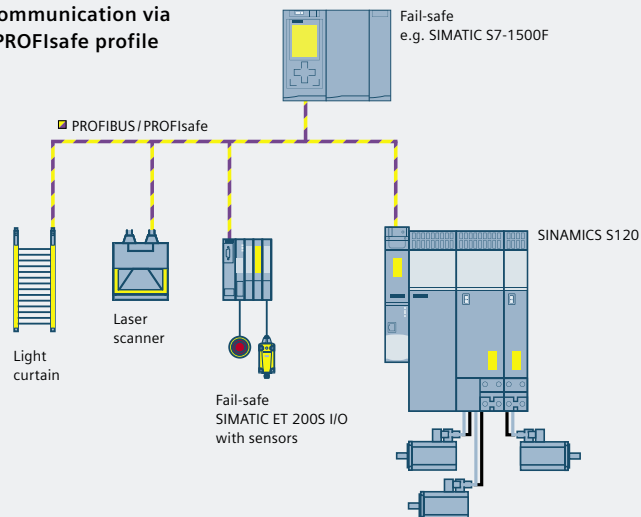 ommunication via
PROFIsafe profile
Fail-safe
e.g. SIMATIC S7-1500F
PROFIBUS/PROFIsafe
SINAMICS S120
Light
curtain
Laser
scanner
Fail-safe
SIMATIC ET 200S I/O
with sensors